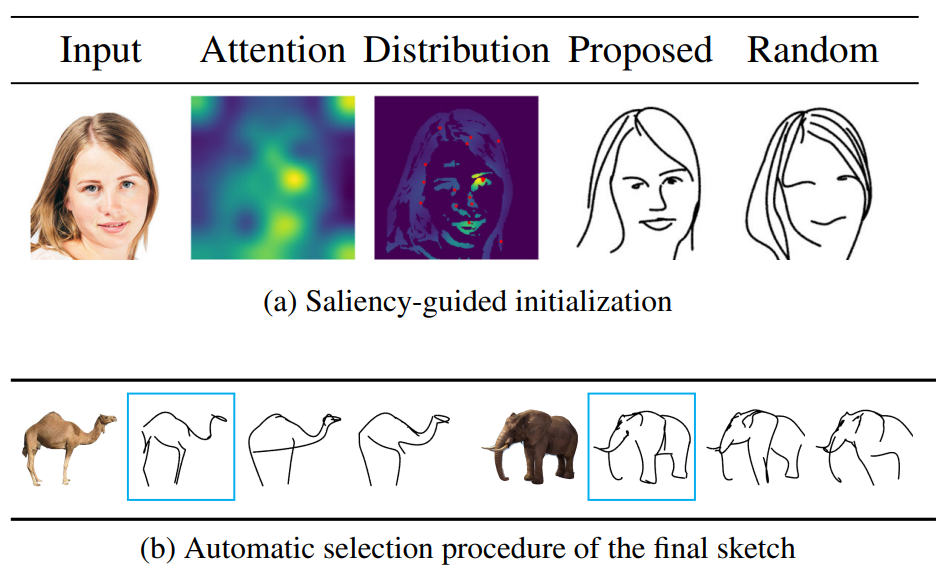 Input Attention Distribution Proposed Random
(a) Saliency-guided initialization
(b) Automatic selection procedure of the final sketch